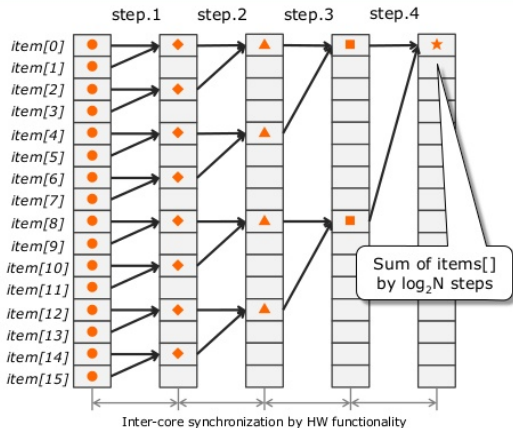 step.1 step.2 step.3 step.4
item[0]
item[1]
item[2]
item[3]
item[4]
item[5]
item[6]
item[7]
item[8]
item[9]
item[10]
item[11]
item[12]
item[13]
item[14]
item[15]
Sum of items[]
by log₂N steps
Inter-core synchronization by HW functionality